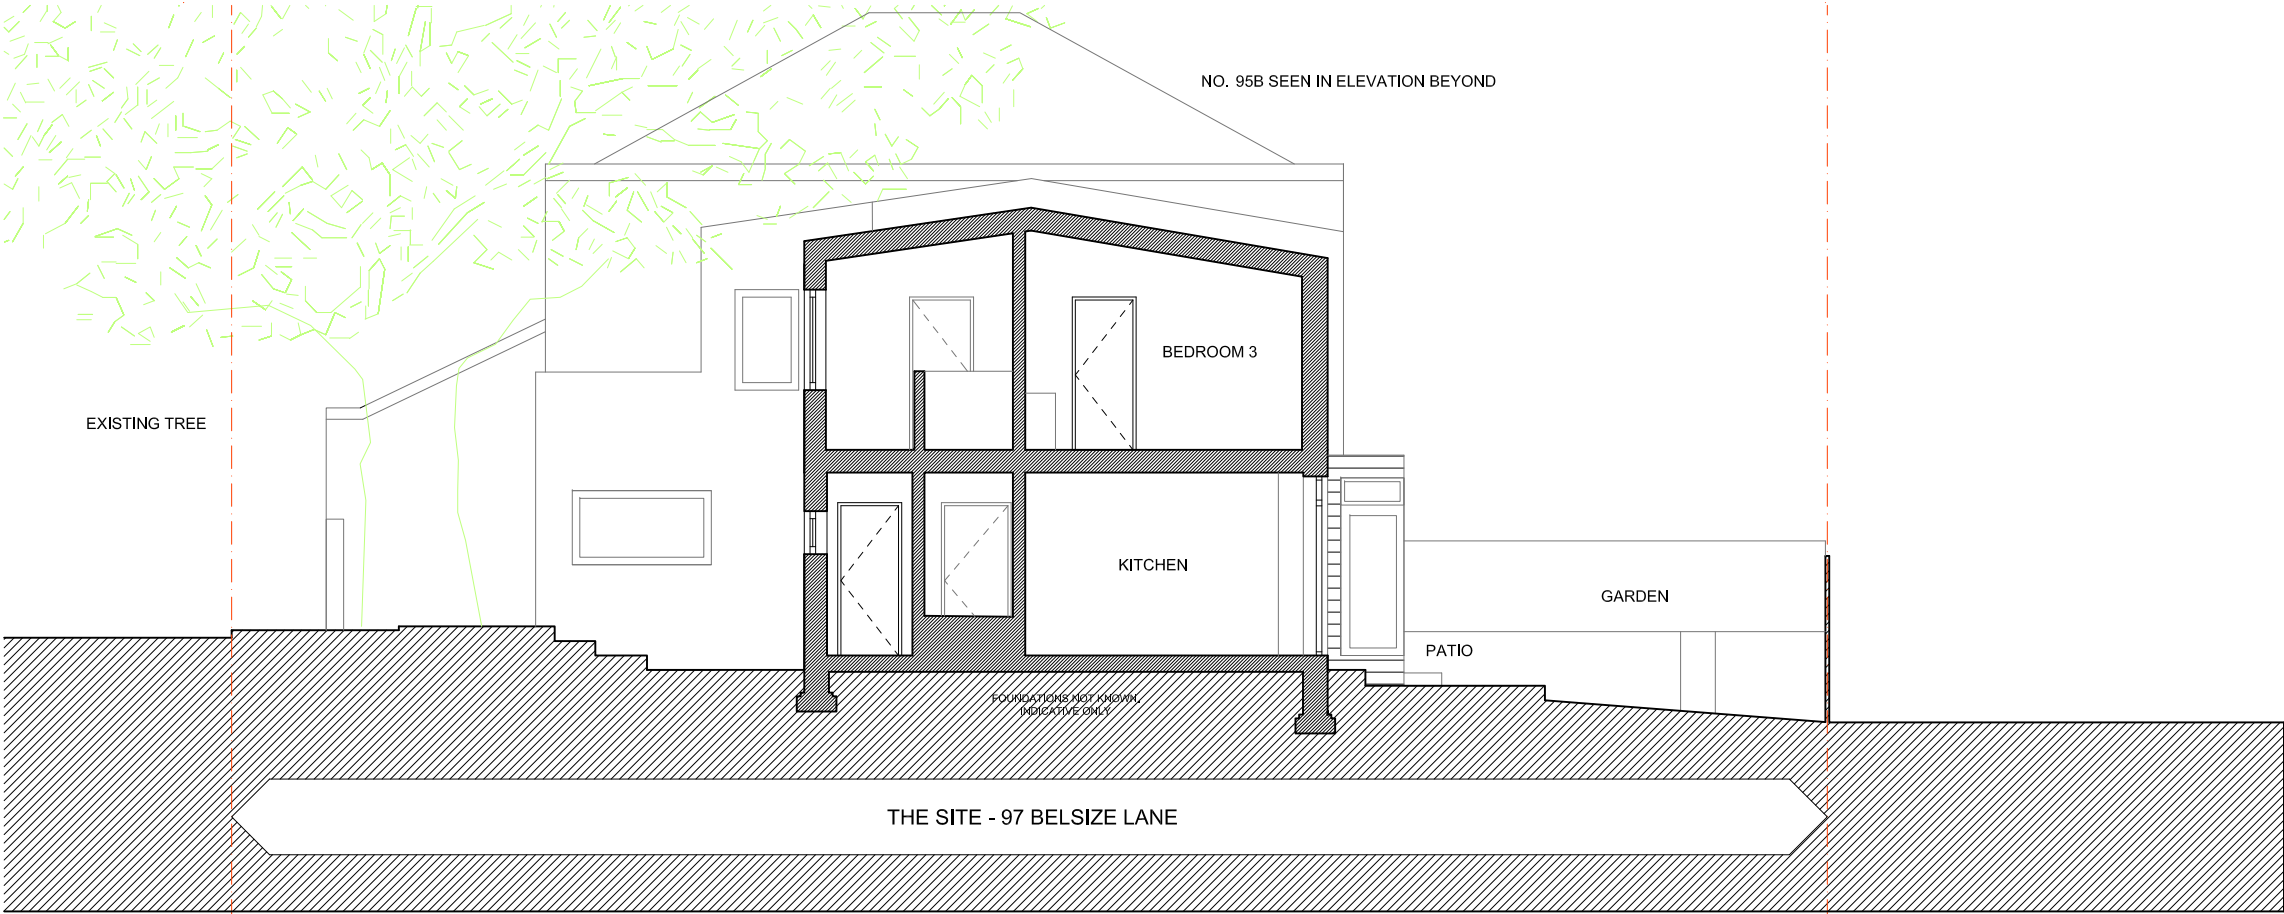 NO. 95B SEEN IN ELEVATION BEYOND
BEDROOM 3
EXISTING TREE
KITCHEN
GARDEN
PATIO
FOUNDATIONS NOT KNOWN.
INDICATIVE ONLY
THE SITE - 97 BELSIZE LANE